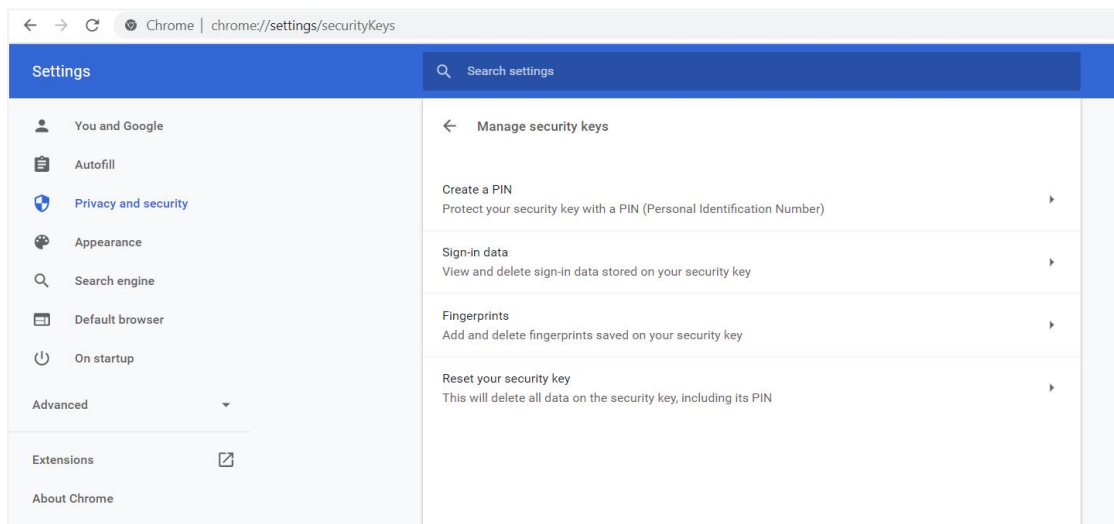 Chrome | chrome://settings/securityKeys
Settings
Search settings
You and Google
Autofill
Privacy and security
Appearance
Search engine
Default browser
On startup
Advanced
Extensions
About Chrome
Manage security keys
Create a PIN
Protect your security key with a PIN (Personal Identification Number)
Sign-in data
View and delete sign-in data stored on your security key
Fingerprints
Add and delete fingerprints saved on your security key
Reset your security key
This will delete all data on the security key, including its PIN